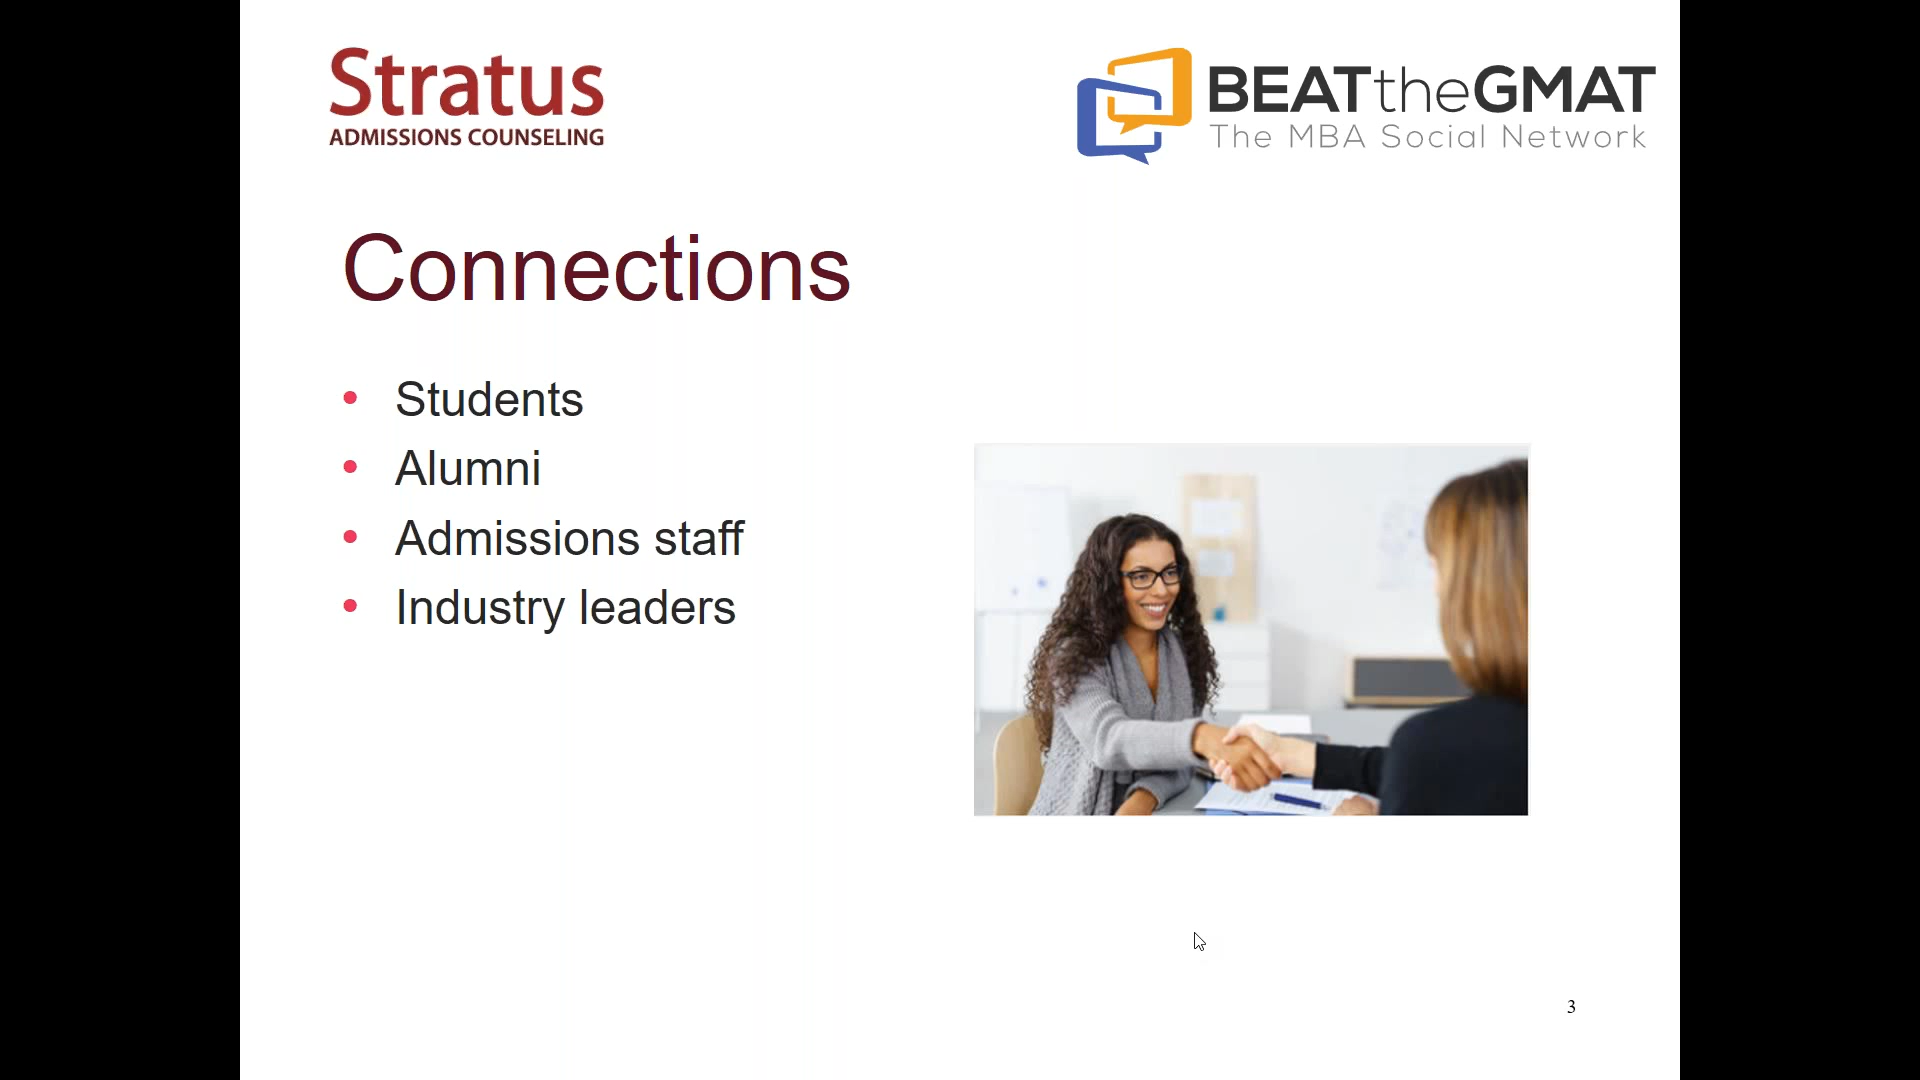 Stratus
ADMISSIONS COUNSELING
BEATtheGMAT
The MBA Social Network
Connections
• Students
• Alumni
• Admissions staff
• Industry leaders
3